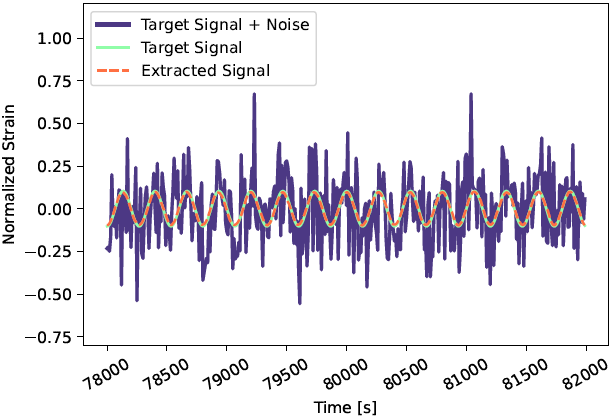 Target Signal + Noise
Target Signal
Extracted Signal
1.00
0.75
0.50
0.25
0.00
−0.25
−0.50
−0.75
Normalized Strain
78000 78500 79000 79500 80000 80500 81000 81500 82000
Time [s]